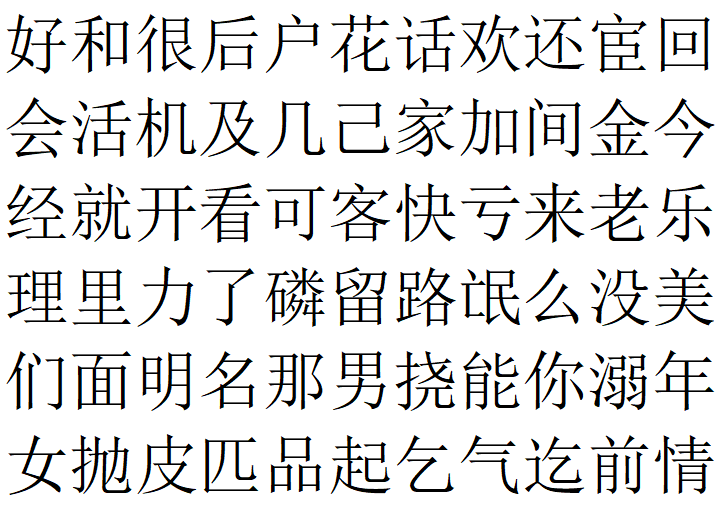 好和很后户花话欢还宦回
会活机及几己家加间金今
经就开看可客快亏来老乐
理里力了磷留路氓么没美
们面明名那男挠能你溺年
女抛皮匹品起乞气迄前情